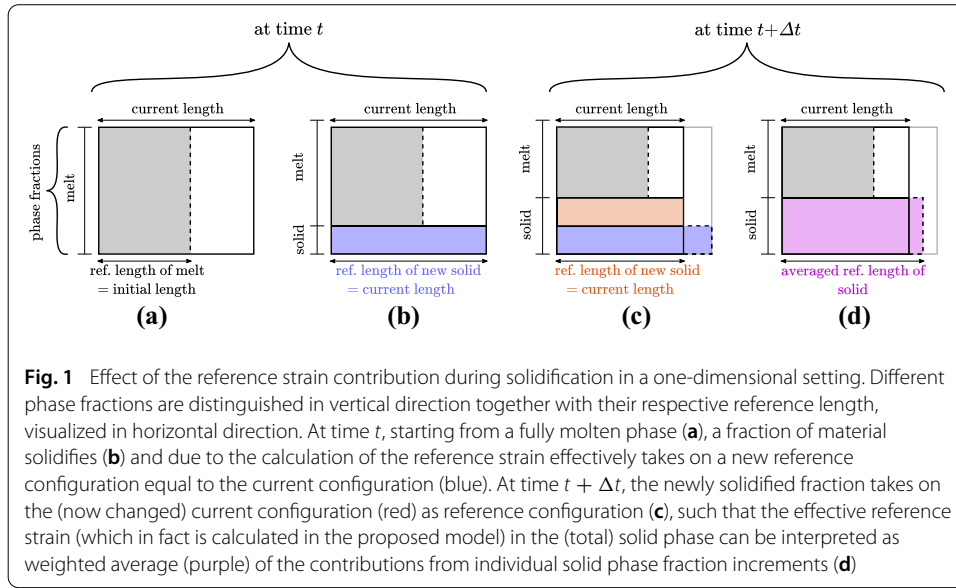 at time t
at time t+Δt
current length
current length
current length
current length
phase fractions
melt
melt
solid
melt
solid
melt
solid
ref. length of melt
= initial length
ref. length of new solid
= current length
ref. length of new solid
= current length
averaged ref. length of
solid
(a)
(b)
(c)
(d)
Fig. 1 Effect of the reference strain contribution during solidification in a one-dimensional setting. Different
phase fractions are distinguished in vertical direction together with their respective reference length,
visualized in horizontal direction. At time t, starting from a fully molten phase (a), a fraction of material
solidifies (b) and due to the calculation of the reference strain effectively takes on a new reference
configuration equal to the current configuration (blue). At time t + Δt, the newly solidified fraction takes on
the (now changed) current configuration (red) as reference configuration (c), such that the effective reference
strain (which in fact is calculated in the proposed model) in the (total) solid phase can be interpreted as
weighted average (purple) of the contributions from individual solid phase fraction increments (d)